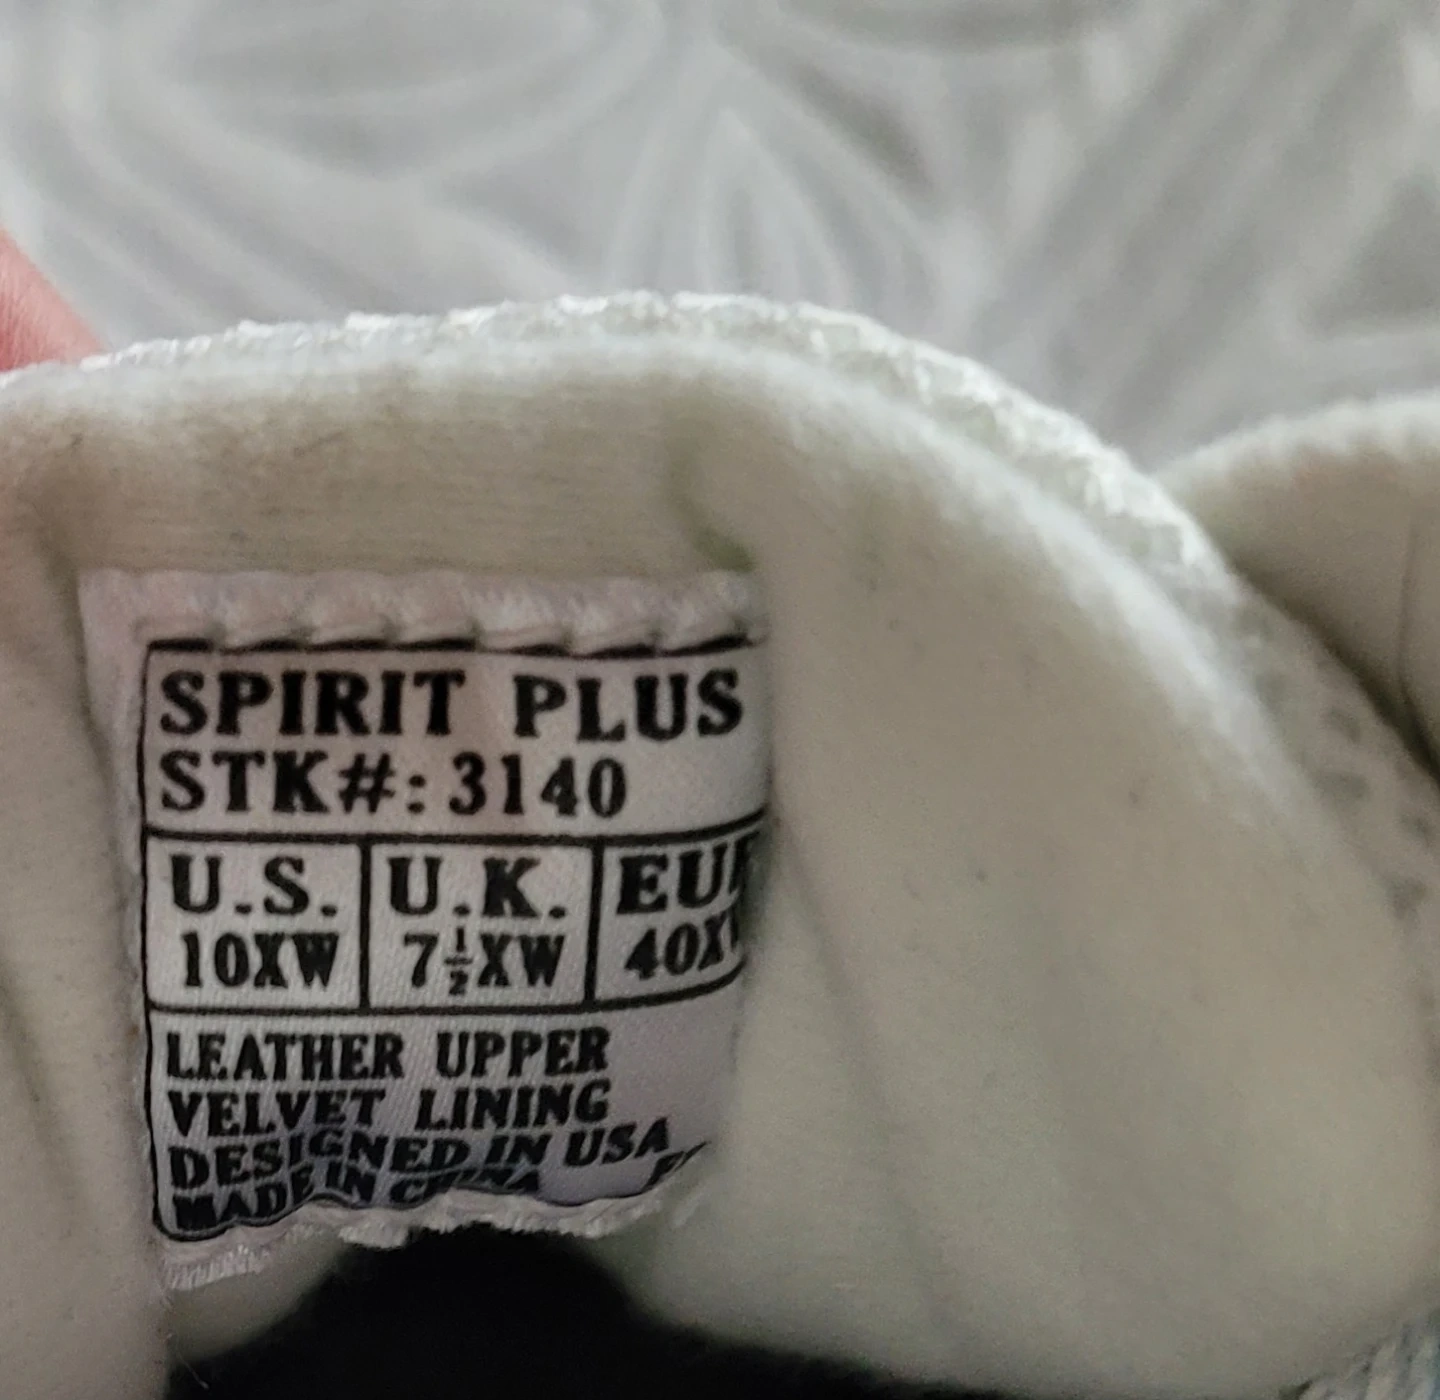 SPIRIT PLUS
STK#: 3140
U.S. U.K.
10XW 7½XW
LEATHER UPPER
VELVET LINING
DESIGNED IN USA
MADE IN CHINA